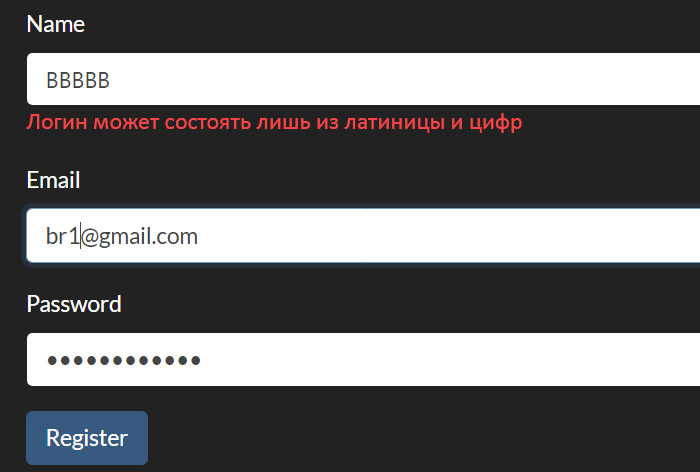 Name
BBBBB
Логин может состоять лишь из латиницы и цифр
Email
br1@gmail.com
Password
••••••••••••
Register